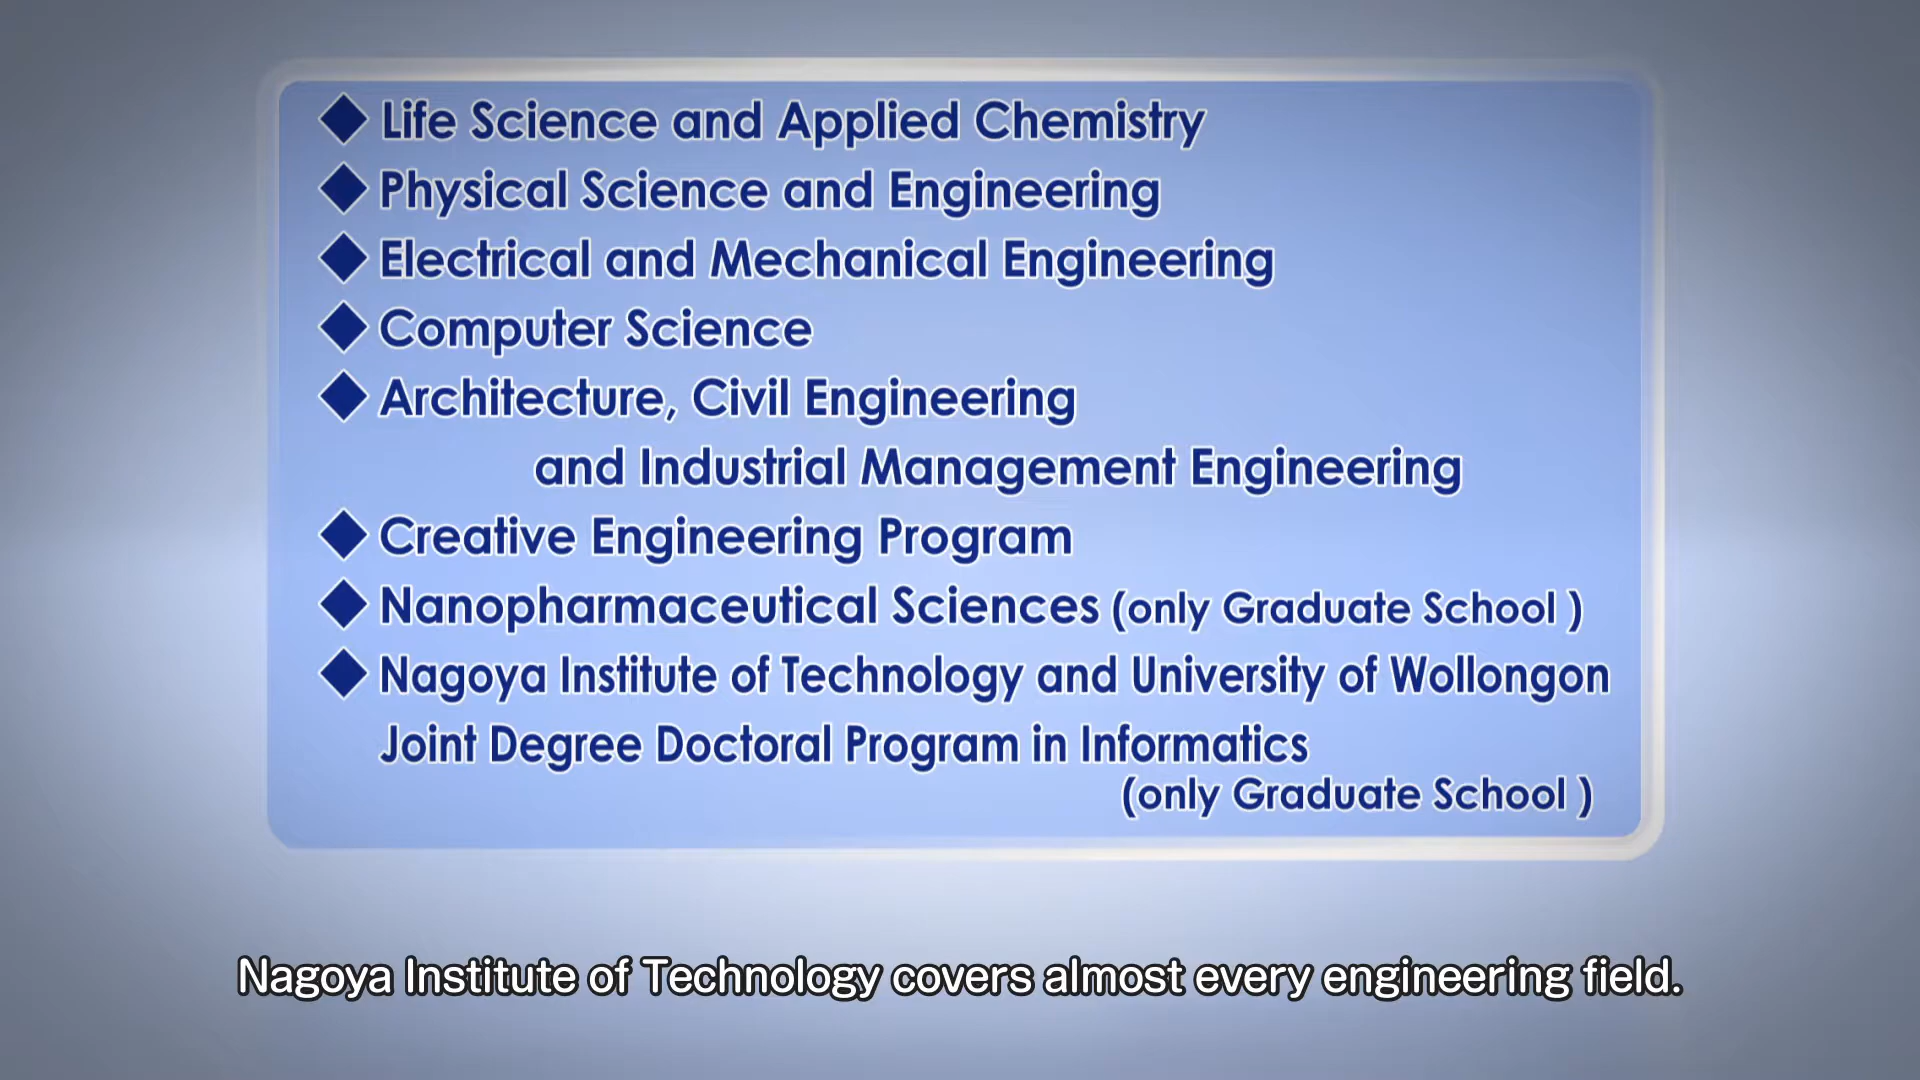 ◆ Life Science and Applied Chemistry
◆ Physical Science and Engineering
◆ Electrical and Mechanical Engineering
◆ Computer Science
◆ Architecture, Civil Engineering
and Industrial Management Engineering
◆ Creative Engineering Program
◆ Nanopharmaceutical Sciences (only Graduate School )
◆ Nagoya Institute of Technology and University of Wollongon
Joint Degree Doctoral Program in Informatics
(only Graduate School )
Nagoya Institute of Technology covers almost every engineering field.